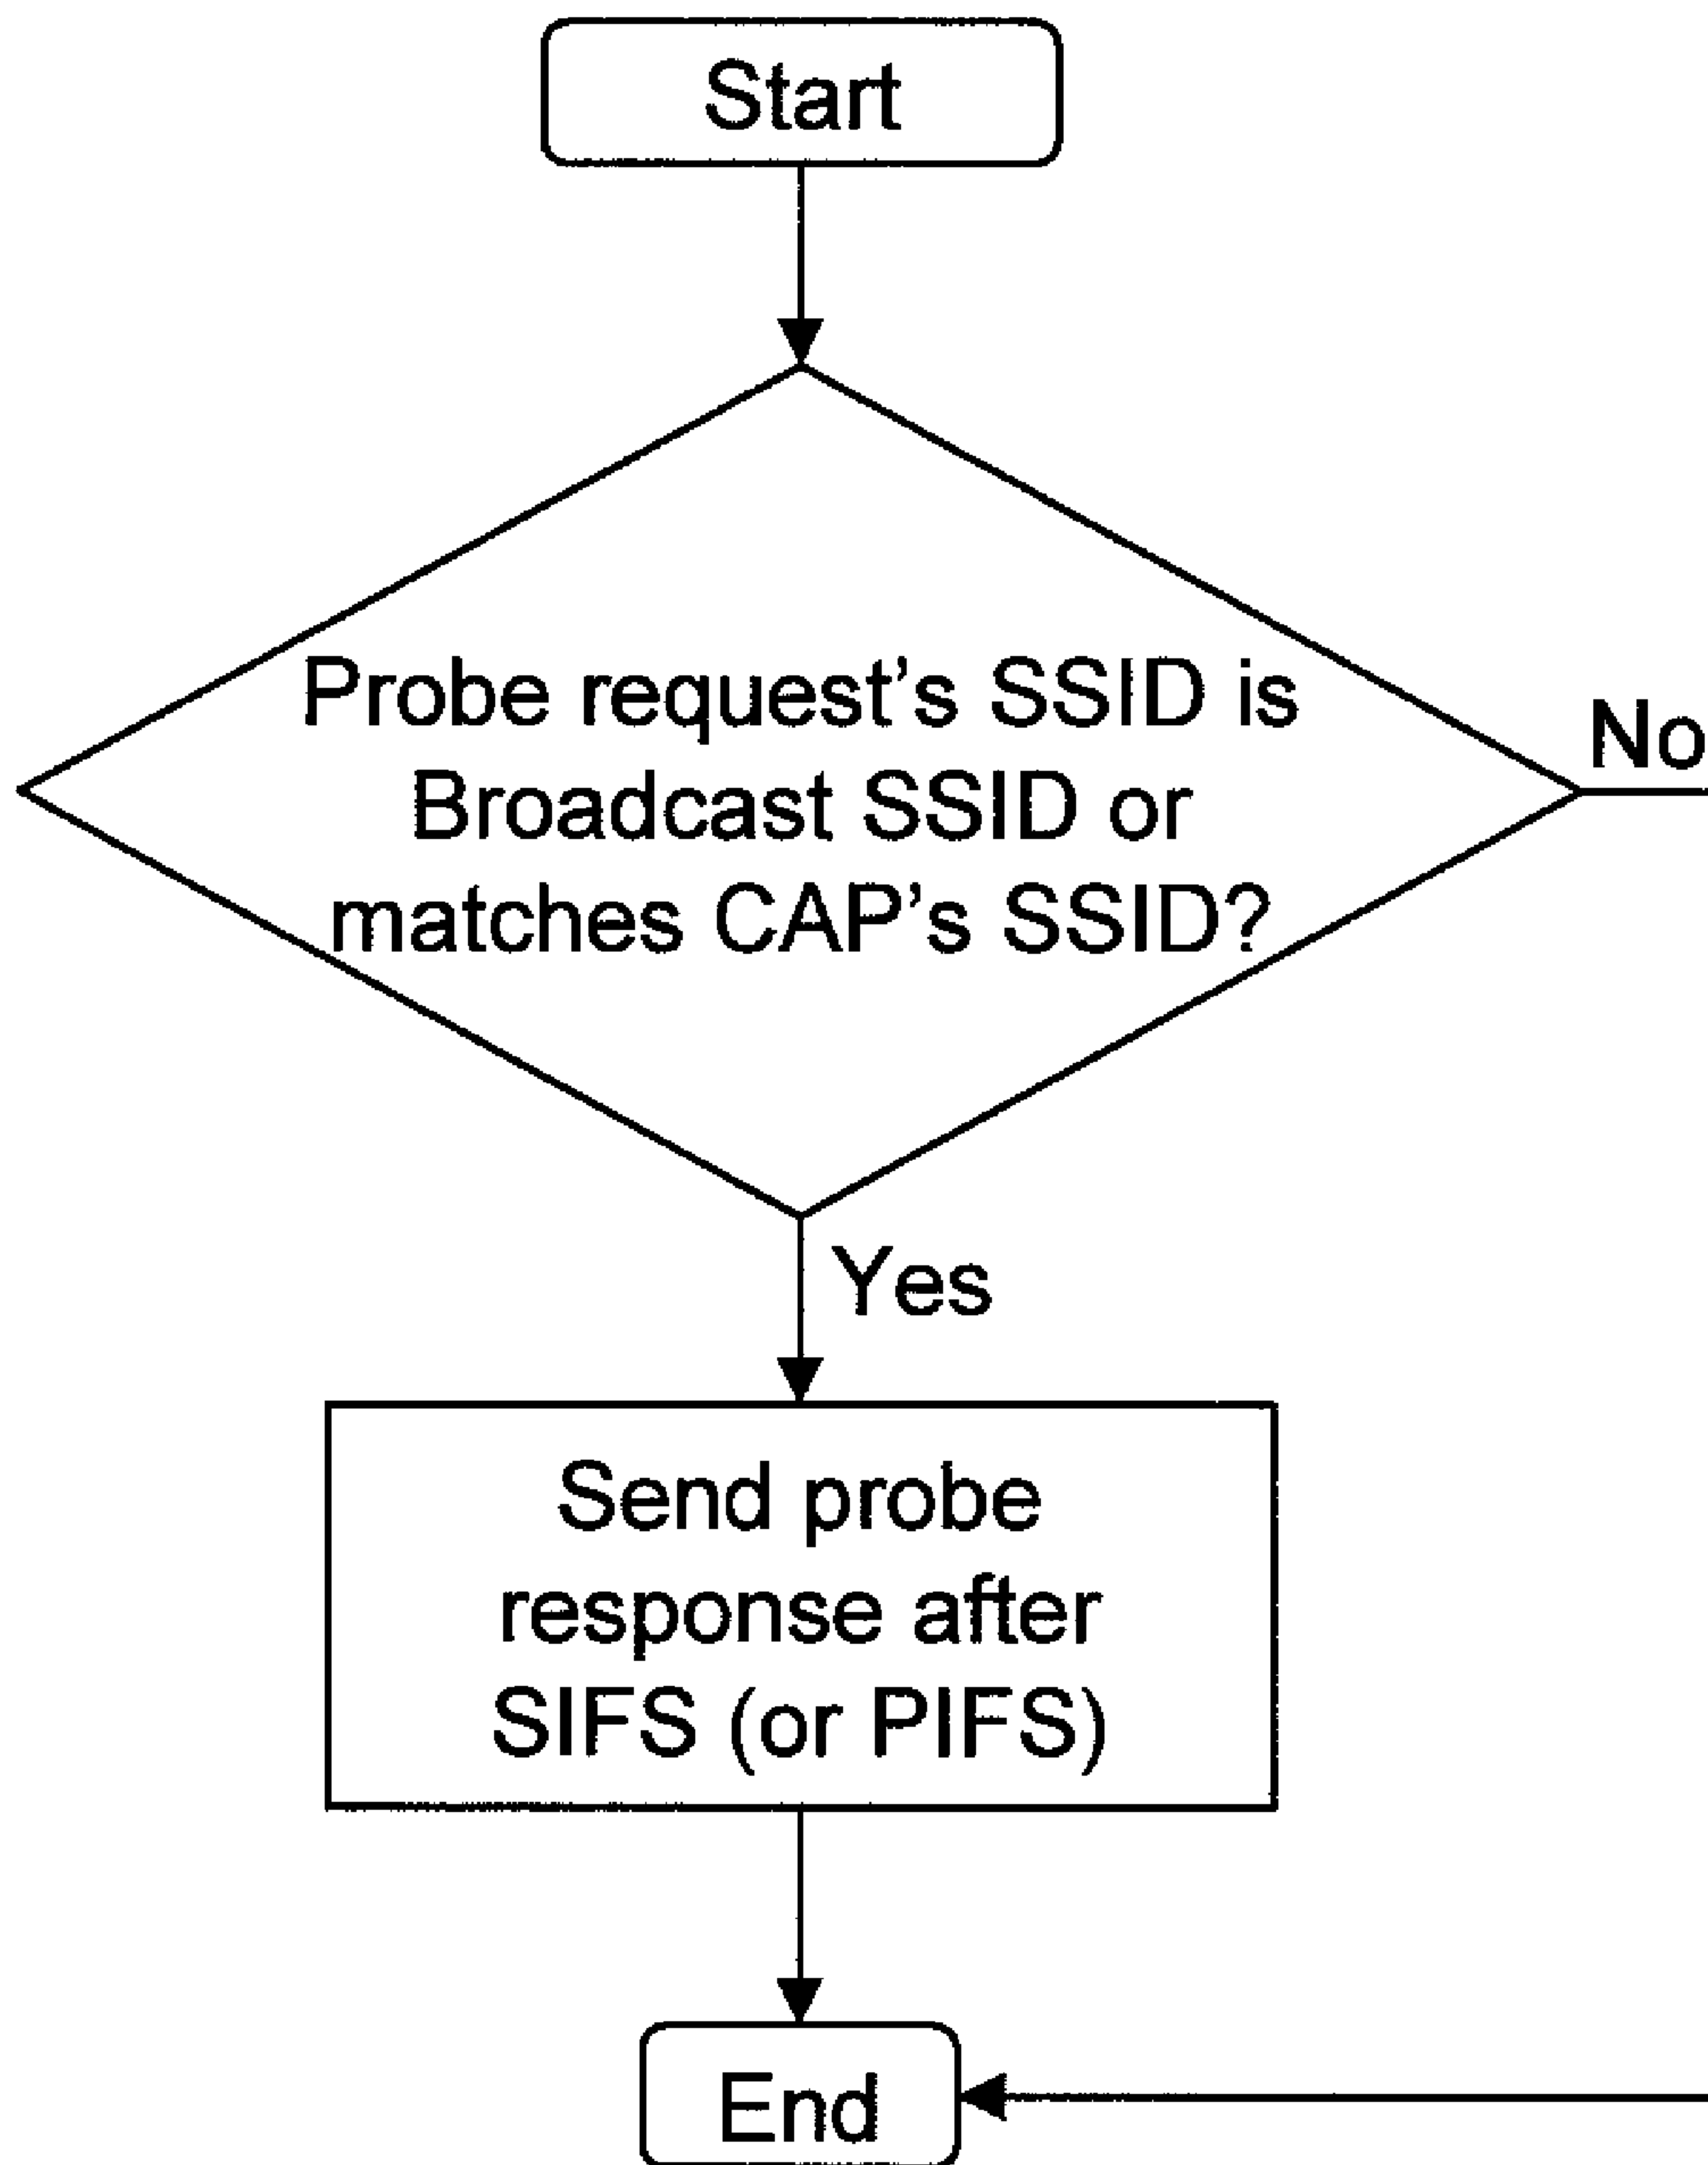 Start
Probe request’s SSID is
Broadcast SSID or
matches CAP’s SSID?
No
Yes
Send probe
response after
SIFS (or PIFS)
End